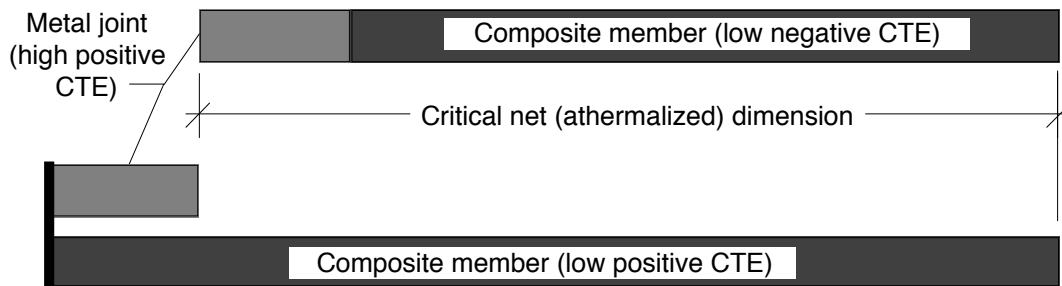 Metal joint
(high positive
CTE)
Composite member (low negative CTE)
Critical net (athermalized) dimension
Composite member (low positive CTE)